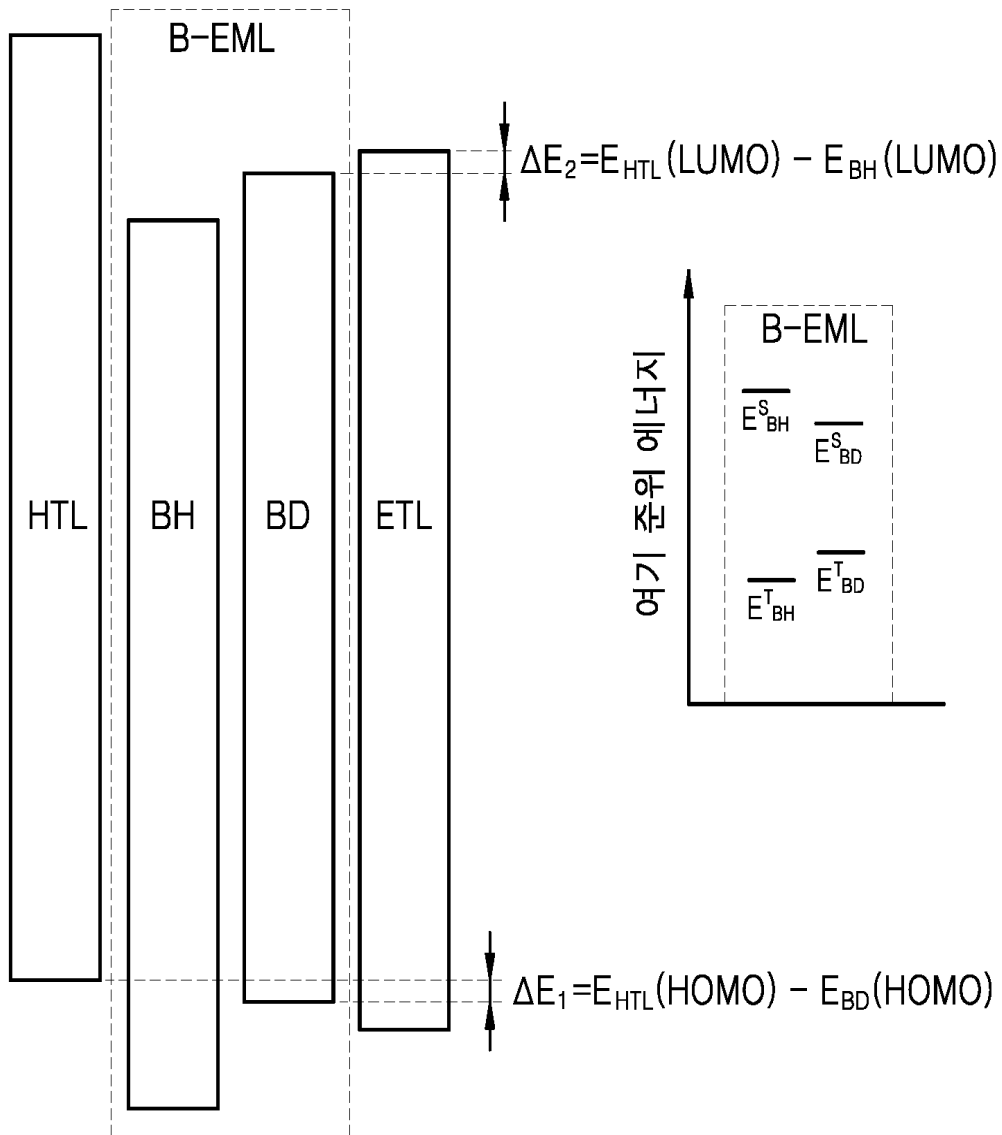 B-EML
ΔE₂=E_HTL(LUMO) - E_BH(LUMO)
HTL
BH
BD
ETL
여기 준위 에너지
B-EML
E^S_BH
E^S_BD
E^T_BH
E^T_BD
ΔE₁=E_HTL(HOMO) - E_BD(HOMO)